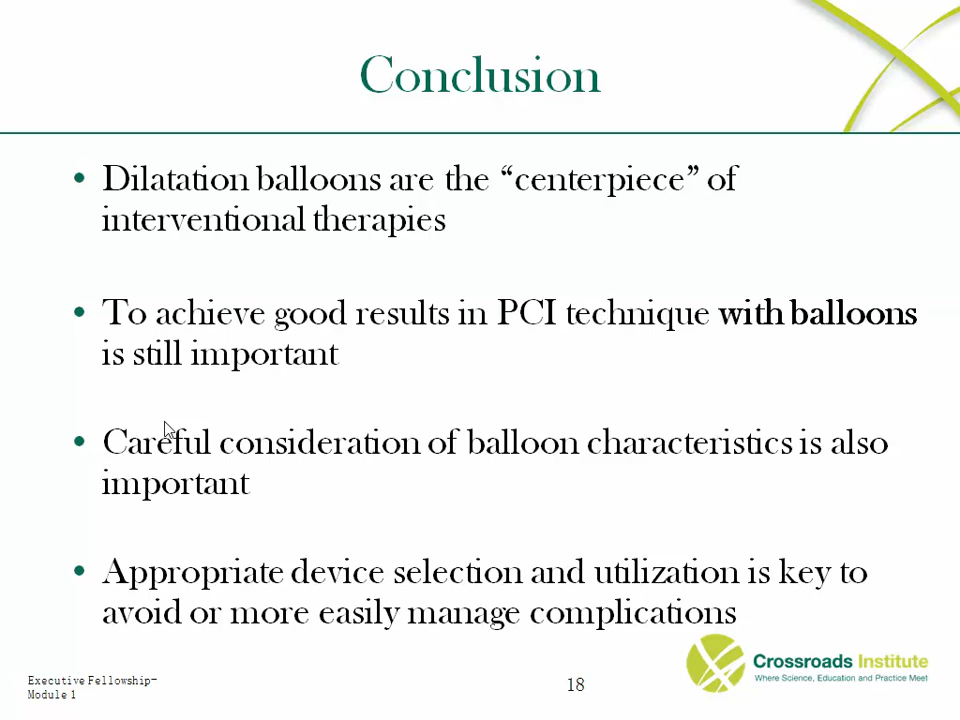 Conclusion
• Dilatation balloons are the “centerpiece” of
interventional therapies
• To achieve good results in PCI technique with balloons
is still important
• Careful consideration of balloon characteristics is also
important
• Appropriate device selection and utilization is key to
avoid or more easily manage complications
Executive Fellowship-
Module 1
18
Crossroads Institute
Where Science, Education and Practice Meet